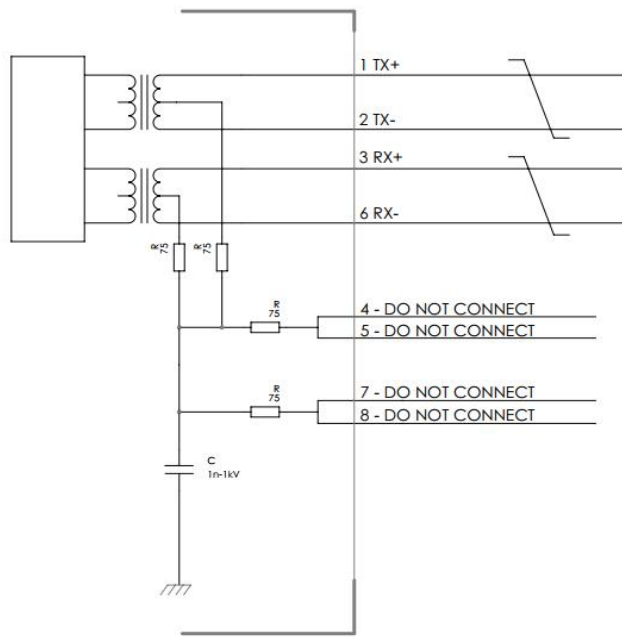 1 TX+
2 TX-
3 RX+
6 RX-
R
75
R
75
R
75
4 - DO NOT CONNECT
5 - DO NOT CONNECT
R
75
7 - DO NOT CONNECT
8 - DO NOT CONNECT
C
1n-1kV